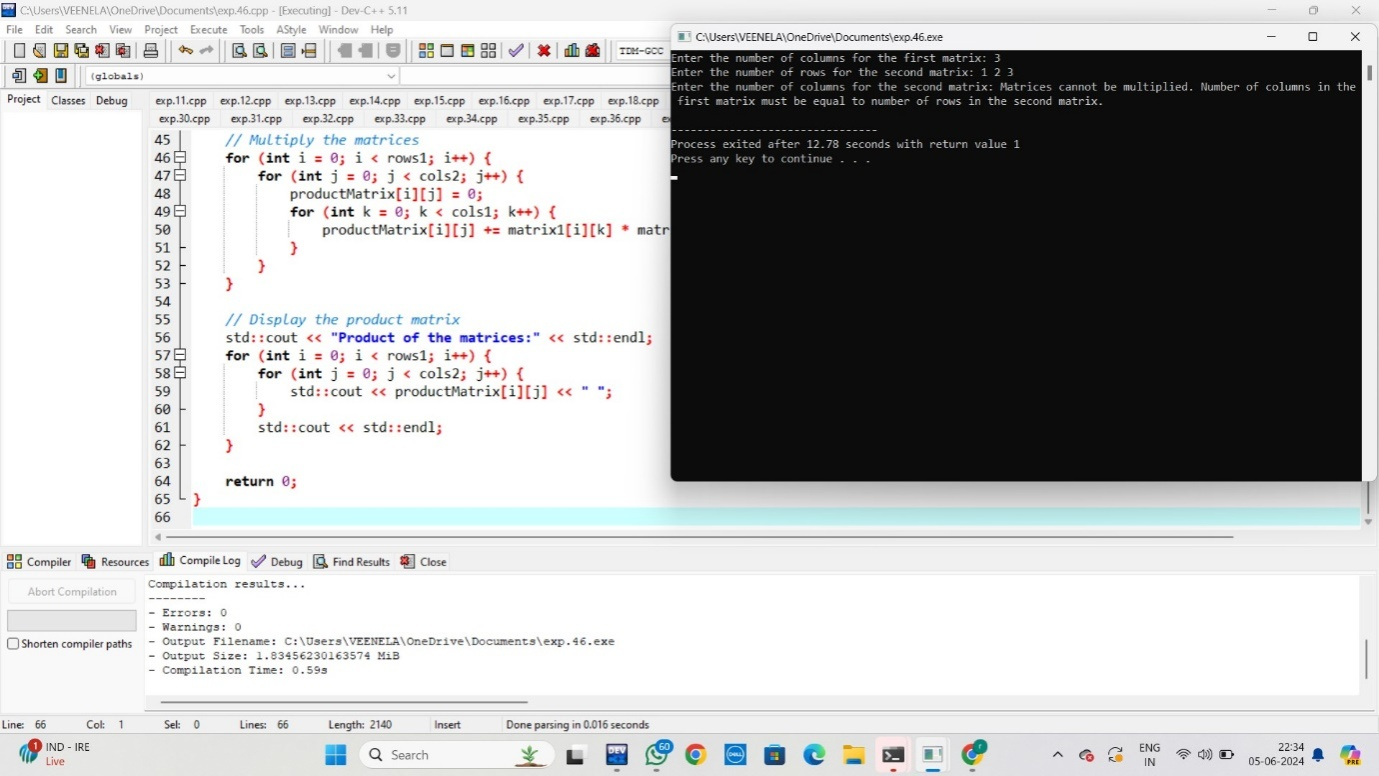 C:\Users\VEENELA\OneDrive\Documents\exp.46.cpp - [Executing] - Dev-C++ 5.11
File Edit Search View Project Execute Tools AStyle Window Help
TDM-GCC
(globals)
Project Classes Debug
exp.11.cpp exp.12.cpp exp.13.cpp exp.14.cpp exp.15.cpp exp.16.cpp exp.17.cpp exp.18.cpp
exp.30.cpp exp.31.cpp exp.32.cpp exp.33.cpp exp.34.cpp exp.35.cpp exp.36.cpp
45 // Multiply the matrices
46 for (int i = 0; i < rows1; i++) {
47 for (int j = 0; j < cols2; j++) {
48 productMatrix[i][j] = 0;
49 for (int k = 0; k < cols1; k++) {
50 productMatrix[i][j] += matrix1[i][k] * matr
51 }
52 }
53 }
54
55 // Display the product matrix
56 std::cout << "Product of the matrices:" << std::endl;
57 for (int i = 0; i < rows1; i++) {
58 for (int j = 0; j < cols2; j++) {
59 std::cout << productMatrix[i][j] << " ";
60 }
61 std::cout << std::endl;
62 }
63
64 return 0;
65 }
66
C:\Users\VEENELA\OneDrive\Documents\exp.46.exe
Enter the number of columns for the first matrix: 3
Enter the number of rows for the second matrix: 1 2 3
Enter the number of columns for the second matrix: Matrices cannot be multiplied. Number of columns in the
first matrix must be equal to number of rows in the second matrix.
--------------------------------
Process exited after 12.78 seconds with return value 1
Press any key to continue . . .
Compiler Resources Compile Log Debug Find Results Close
Abort Compilation
Shorten compiler paths
Compilation results...
--------
- Errors: 0
- Warnings: 0
- Output Filename: C:\Users\VEENELA\OneDrive\Documents\exp.46.exe
- Output Size: 1.83456230163574 MiB
- Compilation Time: 0.59s
Line: 66 Col: 1 Sel: 0 Lines: 66 Length: 2140 Insert Done parsing in 0.016 seconds
1
IND - IRE
Live
Search
DEV
60
DELL
ENG
IN
22:34
05-06-2024
PRE